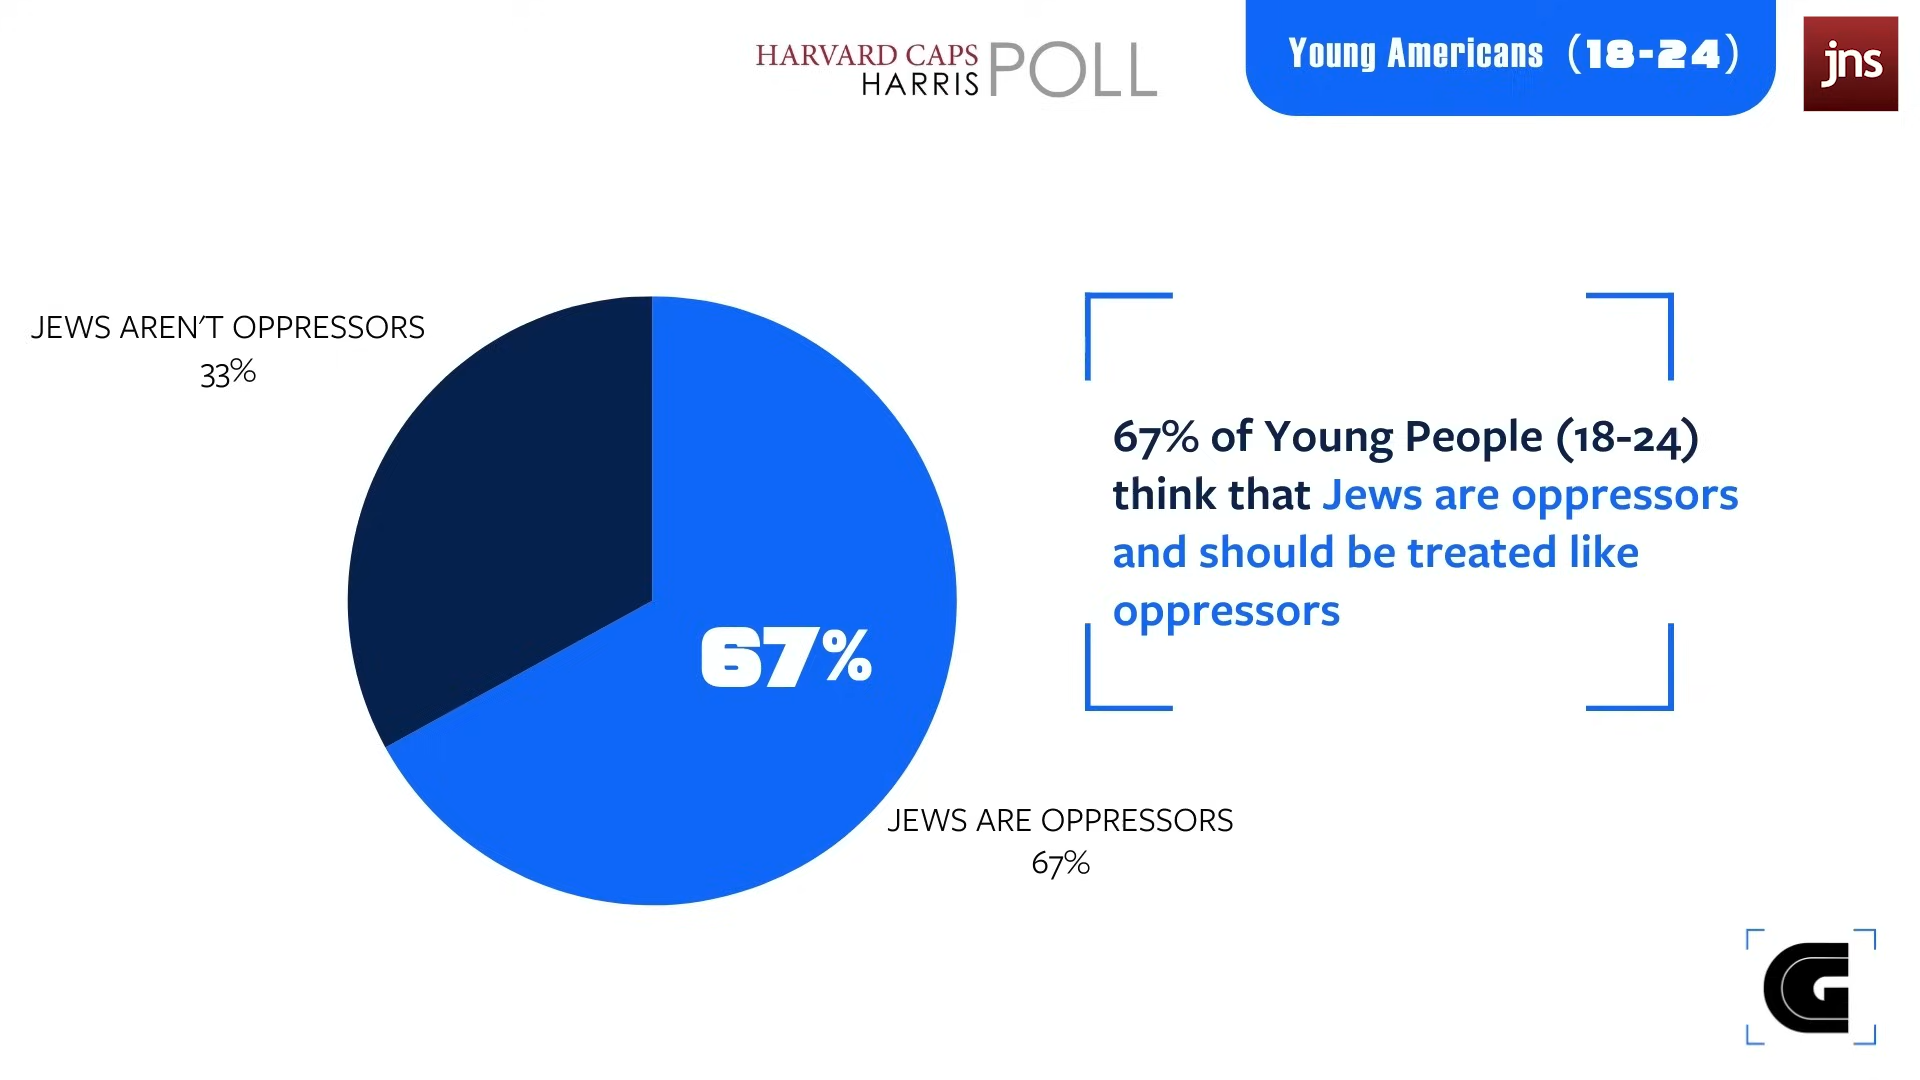 HARVARD CAPS
HARRIS POLL
Young Americans (18-24)
jns
JEWS AREN'T OPPRESSORS
33%
67% of Young People (18-24)
think that Jews are oppressors
and should be treated like
oppressors
67%
JEWS ARE OPPRESSORS
67%
G